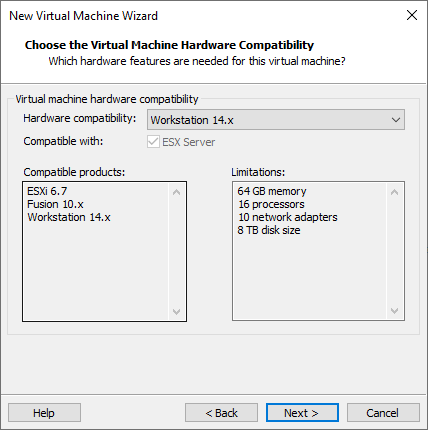 New Virtual Machine Wizard
Choose the Virtual Machine Hardware Compatibility
Which hardware features are needed for this virtual machine?
Virtual machine hardware compatibility
Hardware compatibility: Workstation 14.x
Compatible with: ESX Server
Compatible products:
ESXi 6.7
Fusion 10.x
Workstation 14.x
Limitations:
64 GB memory
16 processors
10 network adapters
8 TB disk size
Help < Back Next > Cancel